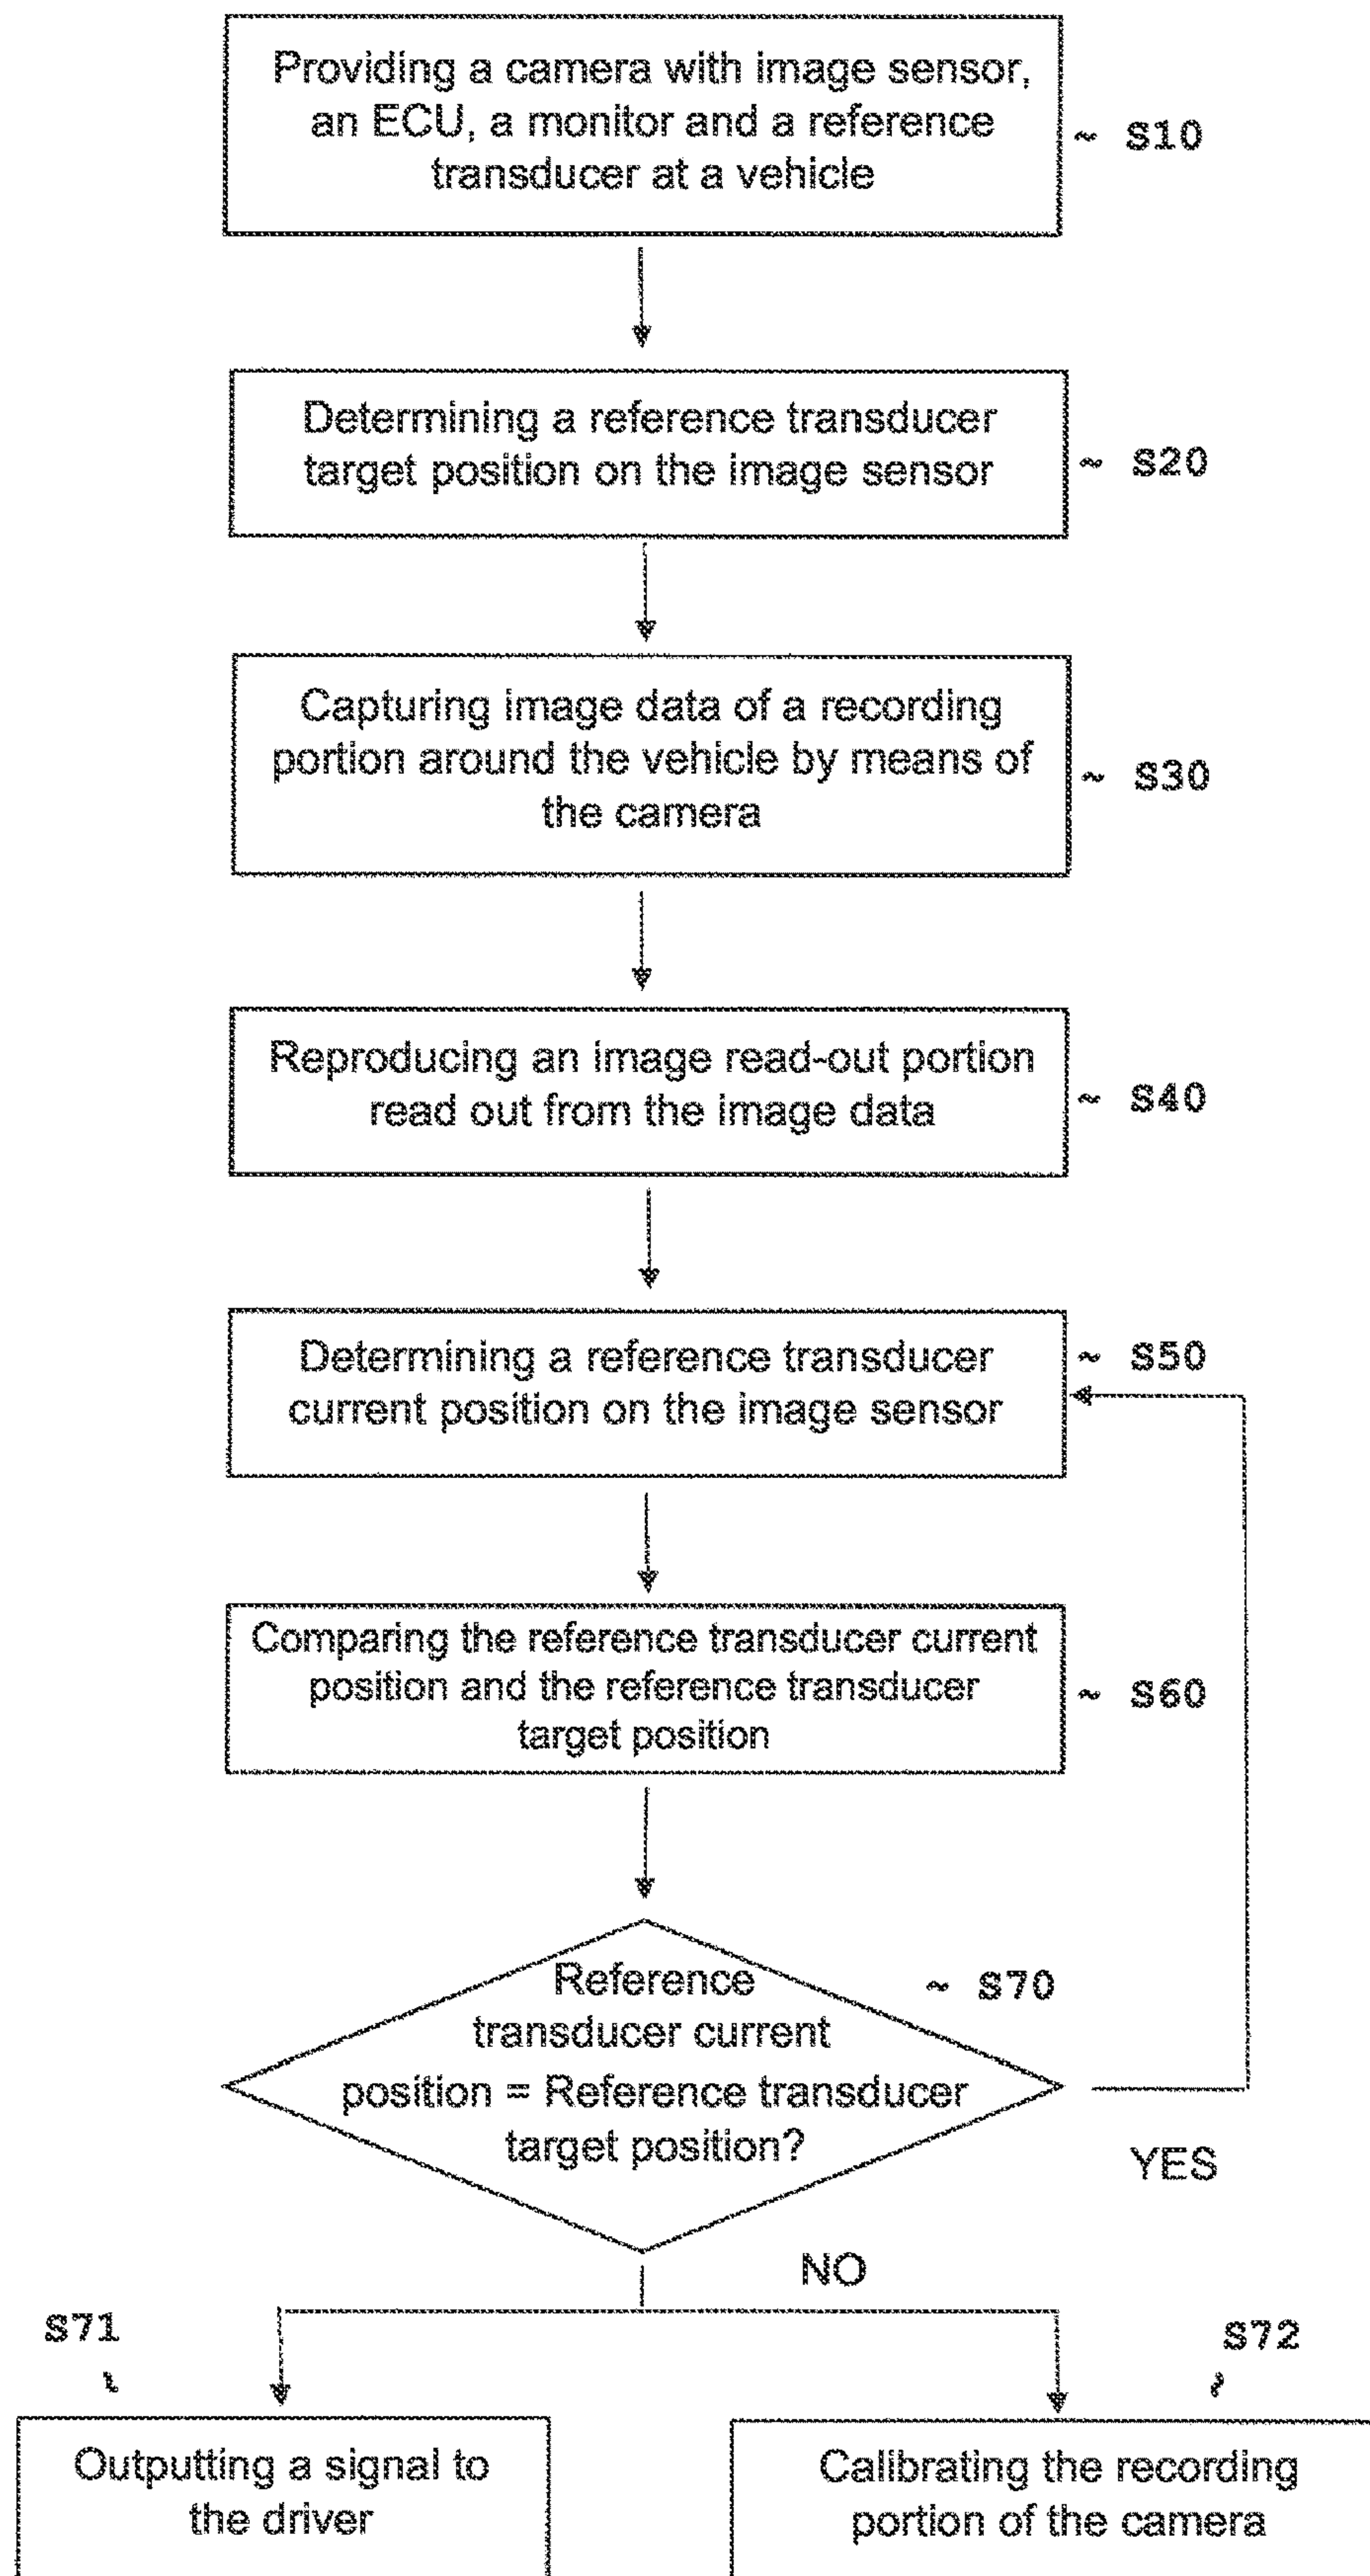 Providing a camera with image sensor,
an ECU, a monitor and a reference
transducer at a vehicle
~ S10
Determining a reference transducer
target position on the image sensor
~ S20
Capturing image data of a recording
portion around the vehicle by means of
the camera
~ S30
Reproducing an image read-out portion
read out from the image data
~ S40
Determining a reference transducer
current position on the image sensor
~ S50
Comparing the reference transducer current
position and the reference transducer
target position
~ S60
Reference
transducer current
position = Reference transducer
target position?
~ S70
YES
NO
S71
~
S72
~
Outputting a signal to
the driver
Calibrating the recording
portion of the camera